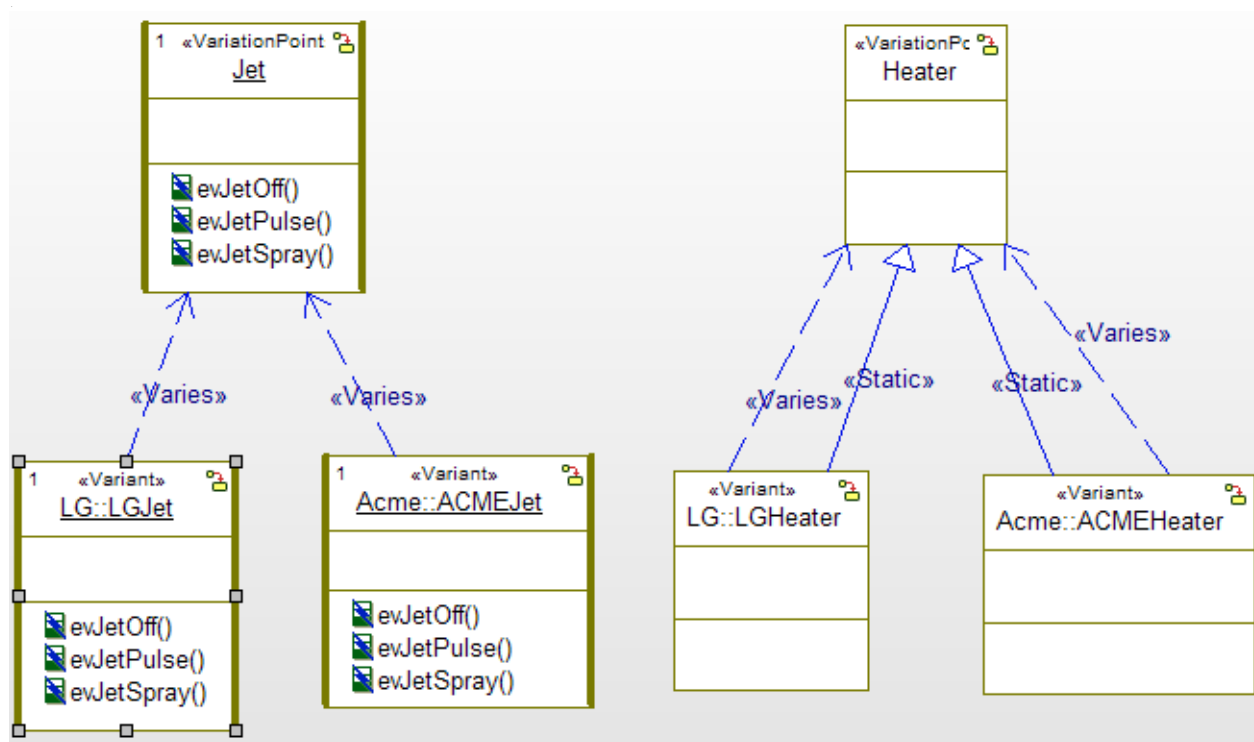 1 «VariationPoint
Jet
evJetOff()
evJetPulse()
evJetSpray()
«VariationPc
Heater
«Varies»
«Varies»
«Varies»
«Static»
«Static»
«Varies»
1 «Variant»
LG::LGJet
evJetOff()
evJetPulse()
evJetSpray()
1 «Variant»
Acme::ACMEJet
evJetOff()
evJetPulse()
evJetSpray()
«Variant»
LG::LGHeater
«Variant»
Acme::ACMEHeater